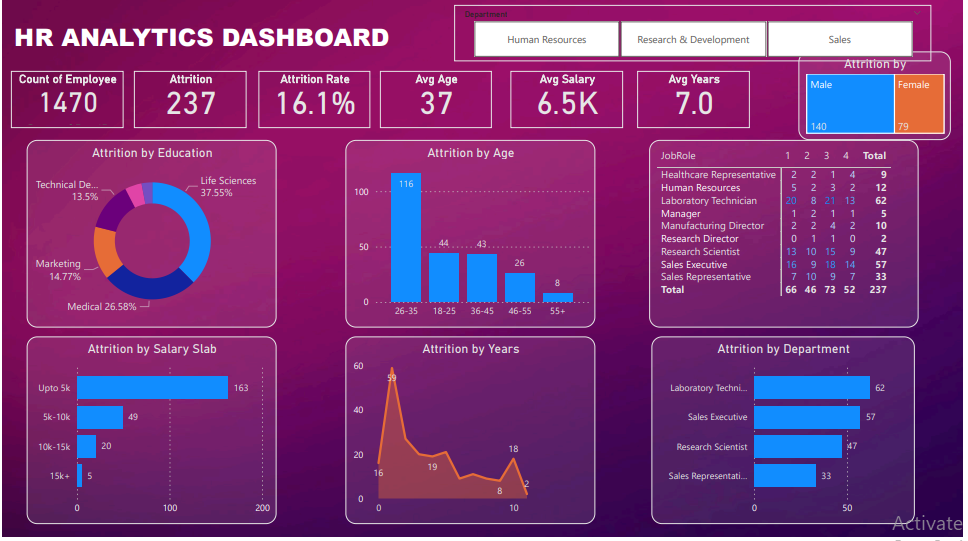 Department
HR ANALYTICS DASHBOARD
Human Resources
Research & Development
Sales
Count of Employee
1470
Attrition
237
Attrition Rate
16.1%
Avg Age
37
Avg Salary
6.5K
Avg Years
7.0
Attrition by
Male
140
Female
79
Attrition by Education
Life Sciences
37.55%
Technical De...
13.5%
Marketing
14.77%
Medical 26.58%
Attrition by Age
100
50
0
116
44
43
26
8
26-35 18-25 36-45 46-55 55+
JobRole 1 2 3 4 Total
Healthcare Representative 2 2 1 4 9
Human Resources 5 2 3 2 12
Laboratory Technician 20 8 21 13 62
Manager 1 2 1 1 5
Manufacturing Director 2 2 4 2 10
Research Director 0 1 1 0 2
Research Scientist 13 10 15 9 47
Sales Executive 16 9 18 14 57
Sales Representative 7 10 9 7 33
Total 66 46 73 52 237
Attrition by Salary Slab
Upto 5k 163
5k-10k 49
10k-15k 20
15k+ 5
0 100 200
Attrition by Years
60
40
20
0
59
16
19
8
18
2
0 10
Attrition by Department
Laboratory Techni... 62
Sales Executive 57
Research Scientist 47
Sales Representati... 33
0 50
Activate